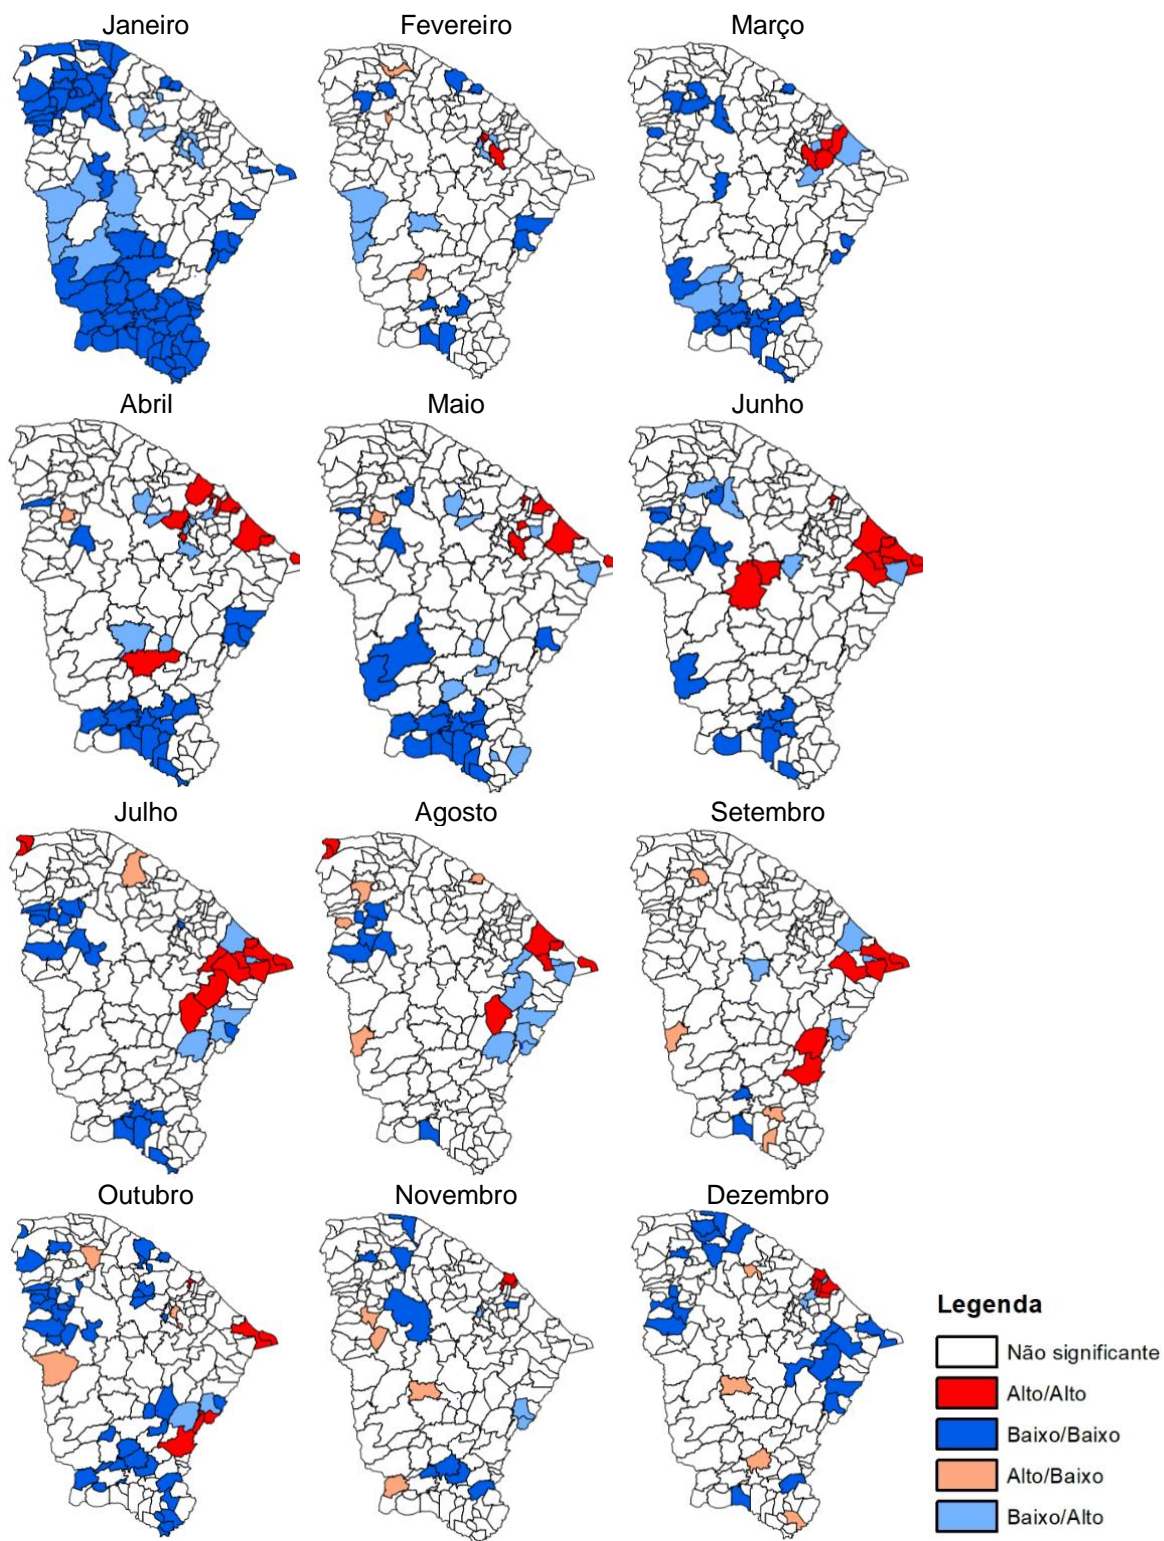 Janeiro
Fevereiro
Março
Abril
Maio
Junho
Julho
Agosto
Setembro
Outubro
Novembro
Dezembro
Legenda
Não significante
Alto/Alto
Baixo/Baixo
Alto/Baixo
Baixo/Alto